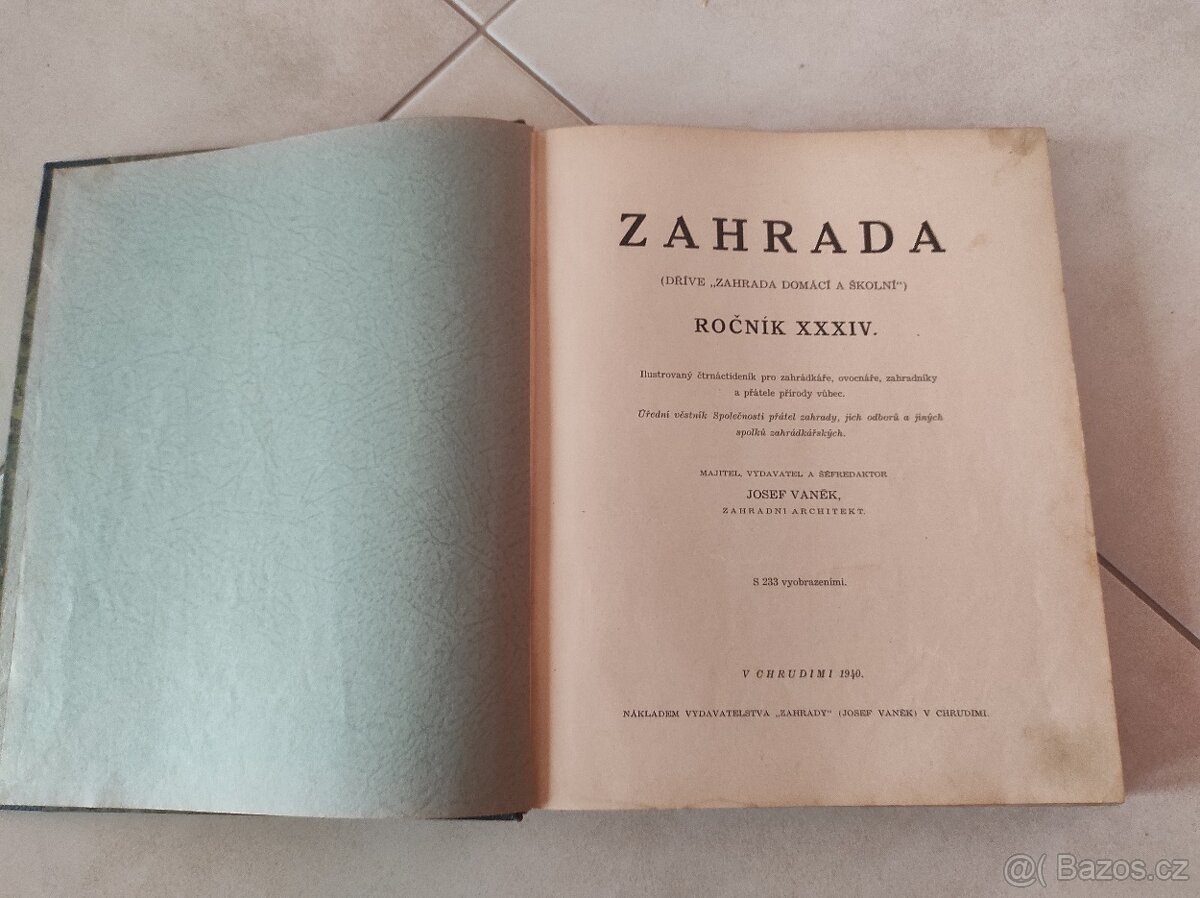 ZAHRADA
(DŘÍVE „ZAHRADA DOMÁCÍ A ŠKOLNÍ“)
ROČNÍK XXXIV.
Ilustrovaný čtrnáctideník pro zahrádkáře, ovocnáře, zahradníky
a přátele přírody vůbec.
Úřední věstník Společnosti přátel zahrady, jich odborů a jiných
spolků zahrádkářských.
MAJITEL, VYDAVATEL A ŠÉFREDAKTOR
JOSEF VANĚK,
ZAHRADNÍ ARCHITEKT.
S 233 vyobrazeními.
V CHRUDIMI 1940.
NÁKLADEM VYDAVATELSTVA „ZAHRADY“ (JOSEF VANĚK) V CHRUDIMI.
@( Bazos.cz